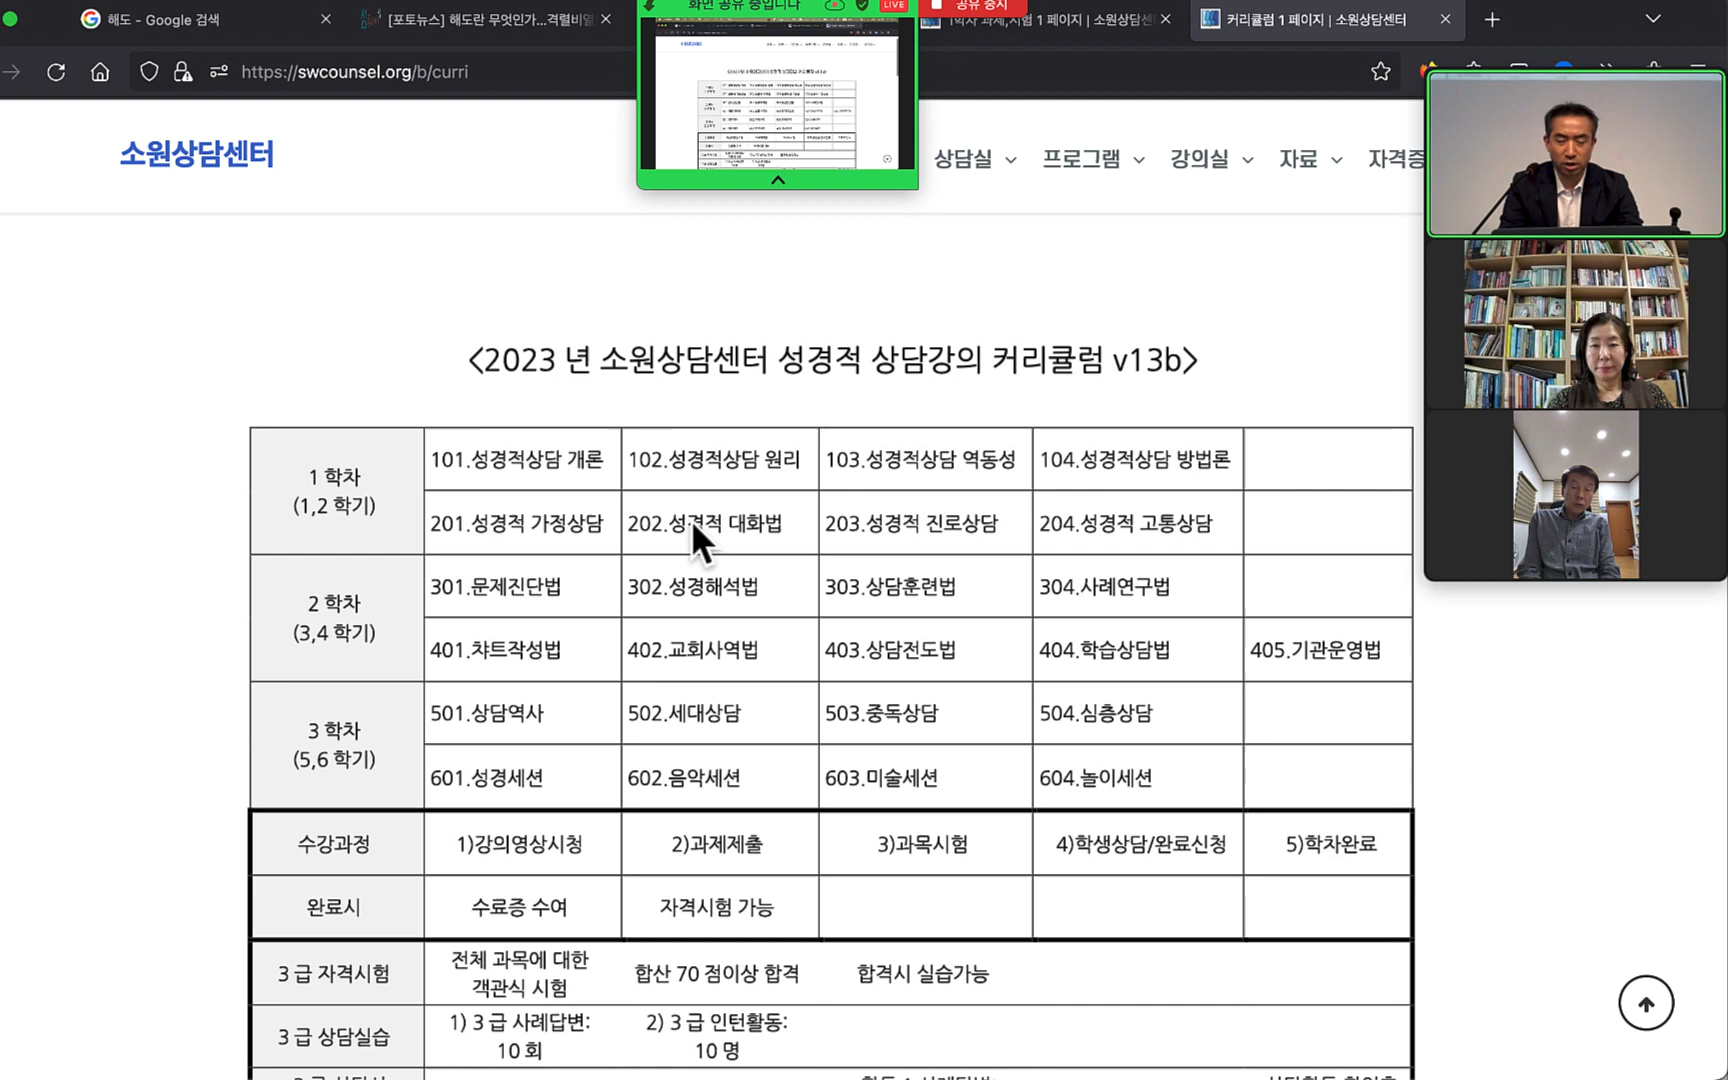 해도 - Google 검색
[포토뉴스] 해도란 무엇인가...격렬비열
화면 공유 중입니다
LIVE
공유 중지
1학차 과제,시험 1 페이지 | 소원상담센
커리큘럼 1 페이지 | 소원상담센터
https://swcounsel.org/b/curri
소원상담센터
상담실
프로그램
강의실
자료
자격증
<2023 년 소원상담센터 성경적 상담강의 커리큘럼 v13b>
1 학차
(1,2 학기)
101.성경적상담 개론
102.성경적상담 원리
103.성경적상담 역동성
104.성경적상담 방법론
201.성경적 가정상담
202.성경적 대화법
203.성경적 진로상담
204.성경적 고통상담
2 학차
(3,4 학기)
301.문제진단법
302.성경해석법
303.상담훈련법
304.사례연구법
401.챠트작성법
402.교회사역법
403.상담전도법
404.학습상담법
405.기관운영법
3 학차
(5,6 학기)
501.상담역사
502.세대상담
503.중독상담
504.심층상담
601.성경세션
602.음악세션
603.미술세션
604.놀이세션
수강과정
1)강의영상시청
2)과제제출
3)과목시험
4)학생상담/완료신청
5)학차완료
완료시
수료증 수여
자격시험 가능
3 급 자격시험
전체 과목에 대한
객관식 시험
합산 70 점이상 합격
합격시 실습가능
3 급 상담실습
1) 3 급 사례답변:
10 회
2) 3 급 인턴활동:
10 명